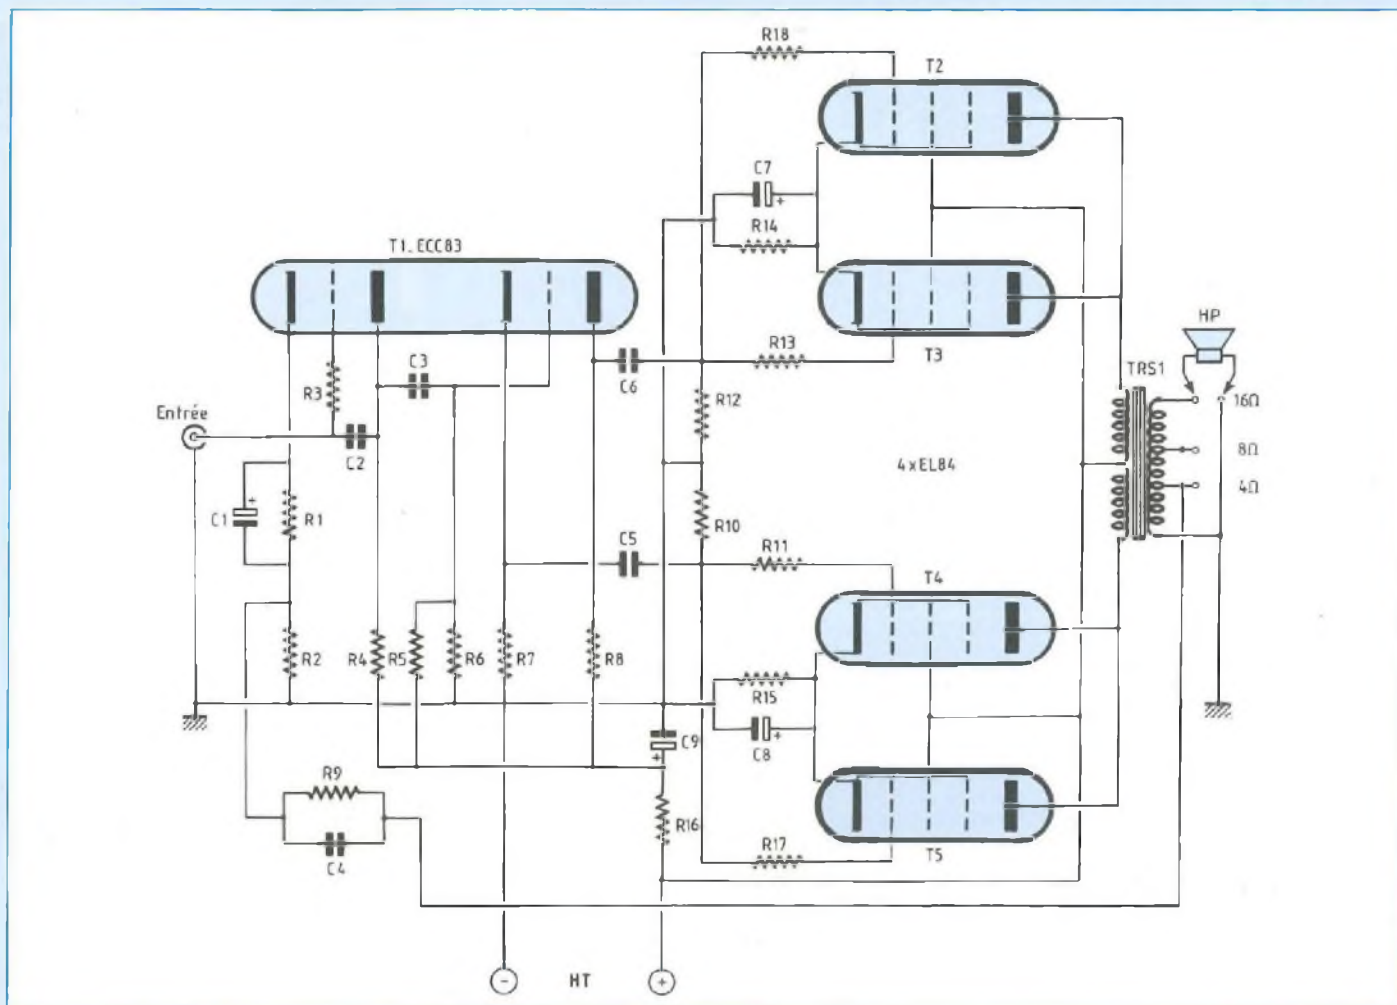 R18
T2
C7
+
R14
T1_ECC83
T3
HP
R13
TRS1
C3
C6
R3
16Ω
Entrée
R12
C2
8Ω
4xEL84
4Ω
+
C1
R1
R10
C5
R11
T4
R2
R4
R5
R6
R7
R8
R15
C9
+
C8
+
R9
R16
C4
R17
T5
-
HT
+